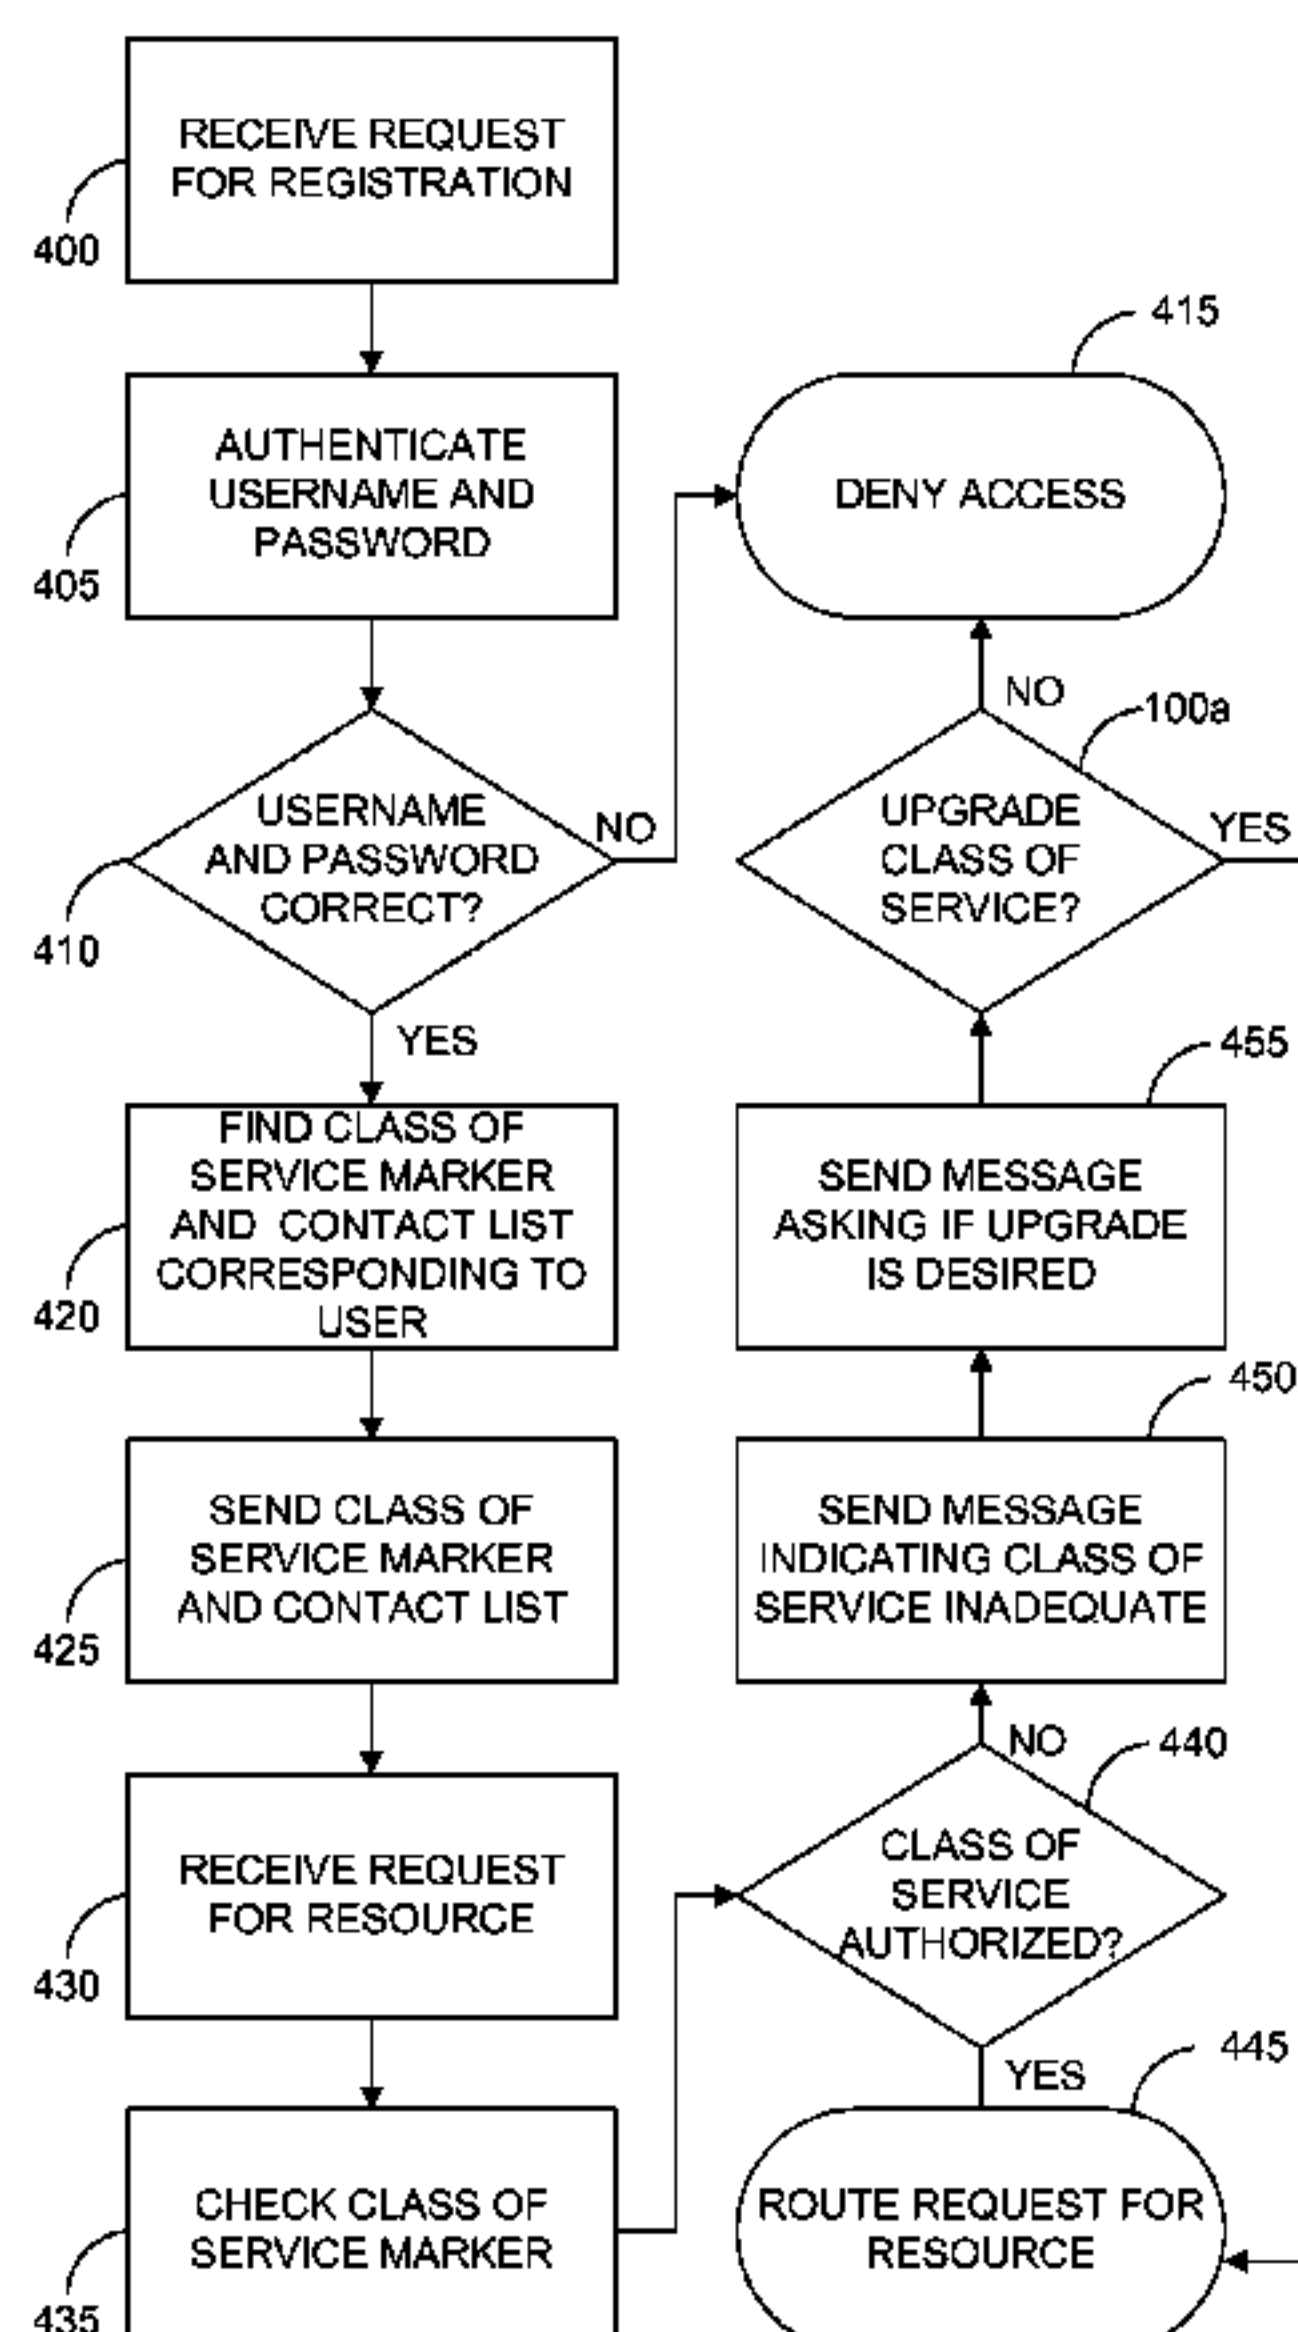 RECEIVE REQUEST
FOR REGISTRATION
400
AUTHENTICATE
USERNAME AND
PASSWORD
405
USERNAME
AND PASSWORD
CORRECT?
410
NO
YES
FIND CLASS OF
SERVICE MARKER
AND CONTACT LIST
CORRESPONDING TO
USER
420
SEND CLASS OF
SERVICE MARKER
AND CONTACT LIST
425
RECEIVE REQUEST
FOR RESOURCE
430
CHECK CLASS OF
SERVICE MARKER
435
415
DENY ACCESS
NO
100a
UPGRADE
CLASS OF
SERVICE?
YES
455
SEND MESSAGE
ASKING IF UPGRADE
IS DESIRED
450
SEND MESSAGE
INDICATING CLASS OF
SERVICE INADEQUATE
NO
440
CLASS OF
SERVICE
AUTHORIZED?
YES
445
ROUTE REQUEST FOR
RESOURCE